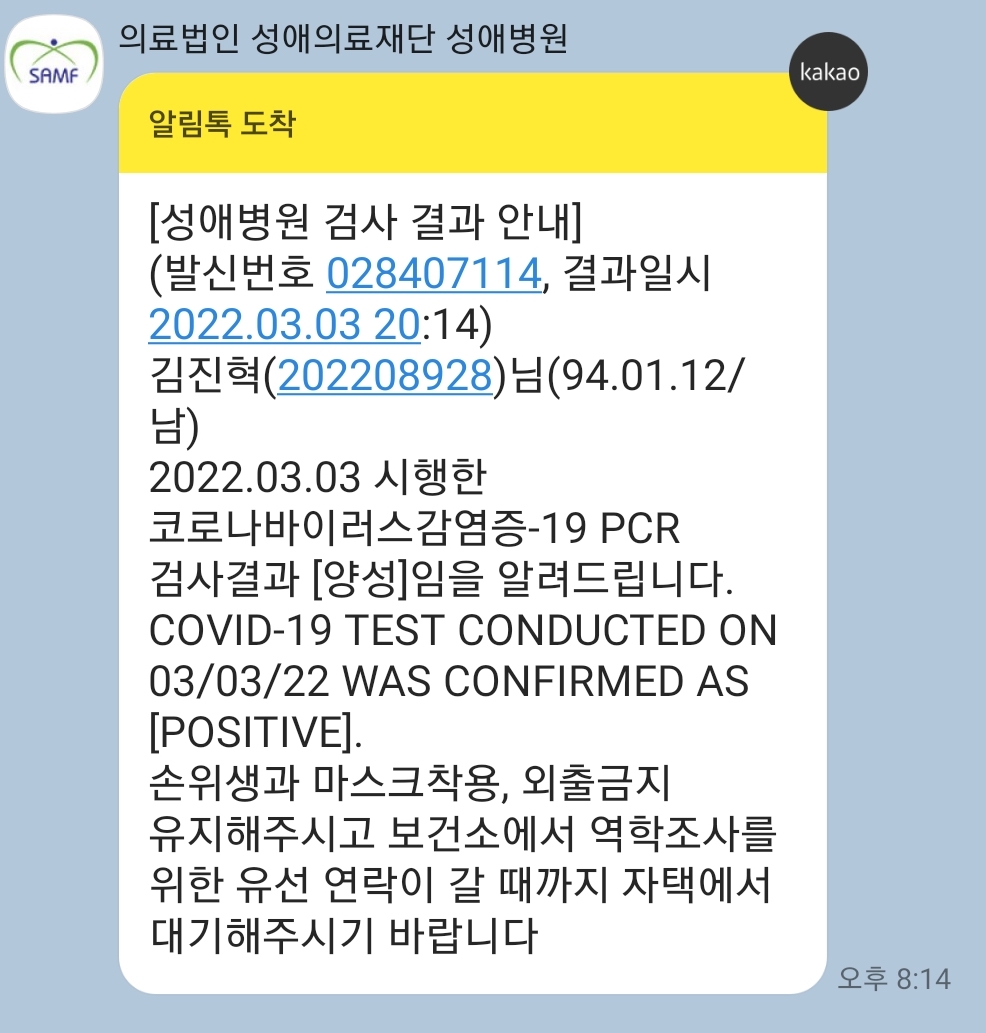 의료법인 성애의료재단 성애병원
SAMF
kakao
알림톡 도착
[성애병원 검사 결과 안내]
(발신번호 028407114, 결과일시
2022.03.03 20:14)
김진혁(202208928)님(94.01.12/
남)
2022.03.03 시행한
코로나바이러스감염증-19 PCR
검사결과 [양성]임을 알려드립니다.
COVID-19 TEST CONDUCTED ON
03/03/22 WAS CONFIRMED AS
[POSITIVE].
손위생과 마스크착용, 외출금지
유지해주시고 보건소에서 역학조사를
위한 유선 연락이 갈 때까지 자택에서
대기해주시기 바랍니다
오후 8:14